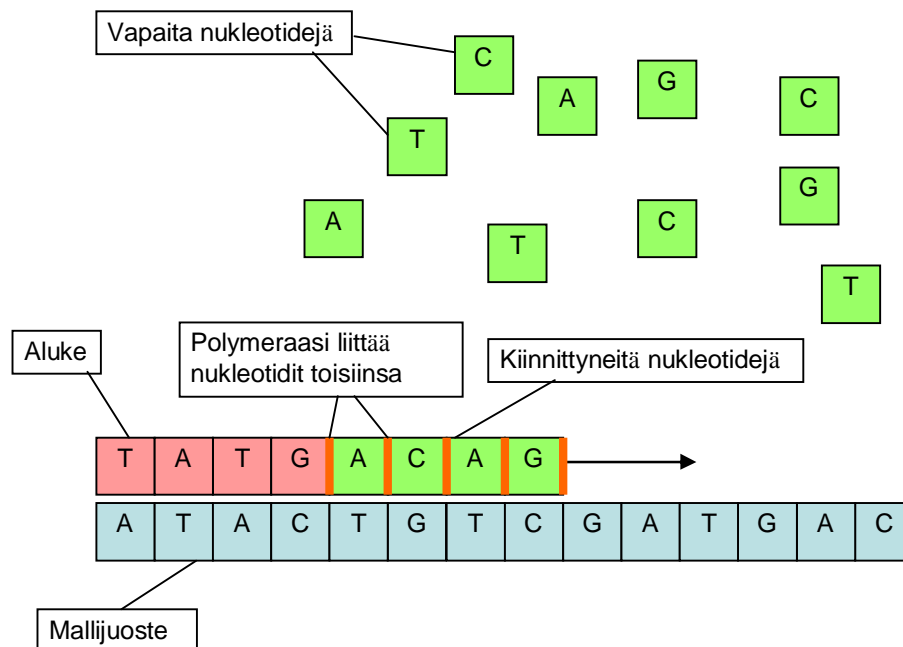 Vapaita nukleotidejä
C
A
G
C
T
G
A
T
C
T
Aluke
Polymeraasi liittää
nukleotidit toisiinsa
Kiinnittyneitä nukleotidejä
T A T G A C A G
A T A C T G T C G A T G A C
Mallijuoste